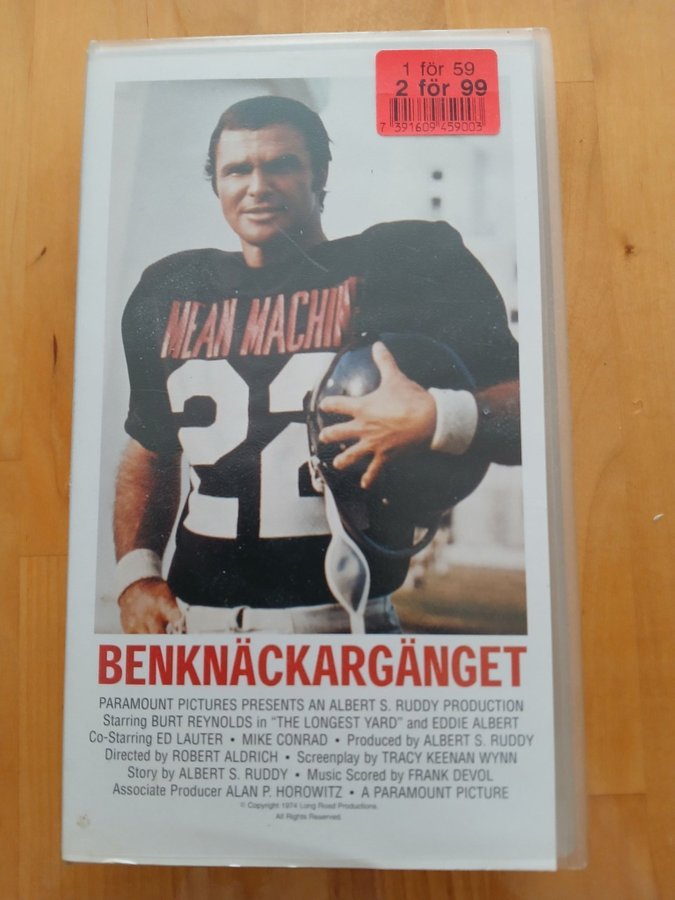 1 för 59
2 för 99
7 391609 459003
MEAN MACHIN
22
BENKNÄCKARGÄNGET
PARAMOUNT PICTURES PRESENTS AN ALBERT S. RUDDY PRODUCTION
Starring BURT REYNOLDS in "THE LONGEST YARD" and EDDIE ALBERT
Co-Starring ED LAUTER • MIKE CONRAD • Produced by ALBERT S. RUDDY
Directed by ROBERT ALDRICH • Screenplay by TRACY KEENAN WYNN
Story by ALBERT S. RUDDY • Music Scored by FRANK DEVOL
Associate Producer ALAN P. HOROWITZ • A PARAMOUNT PICTURE
© Copyright 1974 Long Road Productions.
All Rights Reserved.